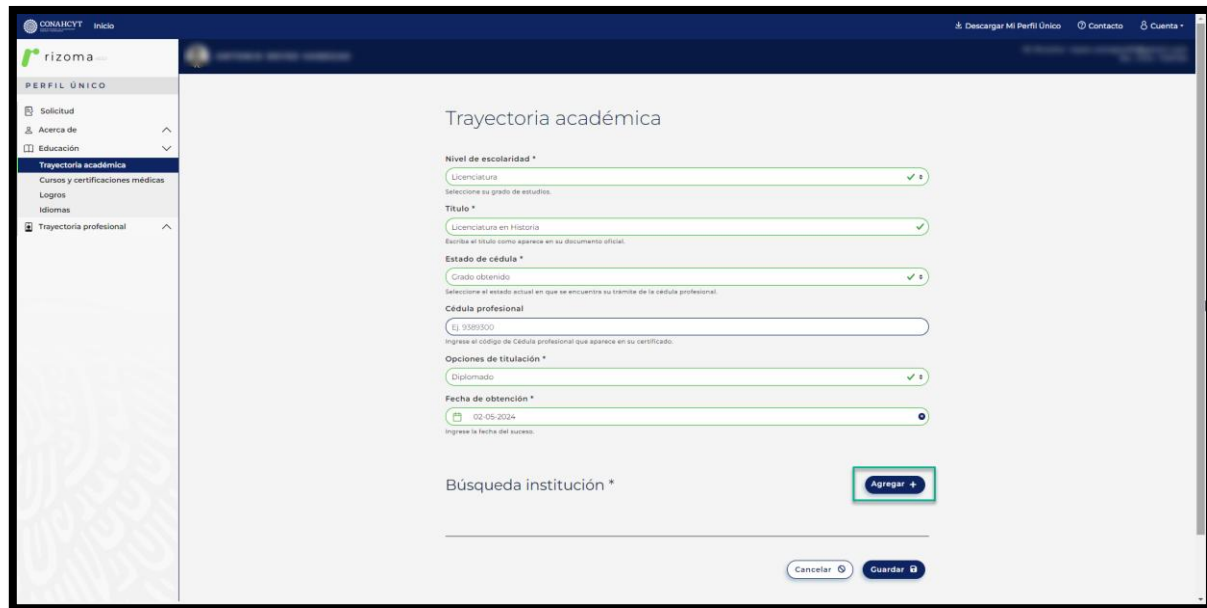 CONAHCYT Inicio
Descargar Mi Perfil Único Contacto Cuenta
rizoma
PERFIL ÚNICO
Solicitud
Acerca de
Educación
Trayectoria académica
Cursos y certificaciones médicas
Logros
Idiomas
Trayectoria profesional
Trayectoria académica
Nivel de escolaridad *
Licenciatura
Seleccione su grado de estudios.
Título *
Licenciatura en Historia
Escriba el título como aparece en su documento oficial.
Estado de cédula *
Grado obtenido
Seleccione el estado actual en que se encuentra su trámite de la cédula profesional.
Cédula profesional
Ej. 9389300
Ingrese el código de Cédula profesional que aparece en su certificado.
Opciones de titulación *
Diplomado
Fecha de obtención *
02-05-2024
Ingrese la fecha del suceso.
Búsqueda institución *
Agregar +
Cancelar
Guardar